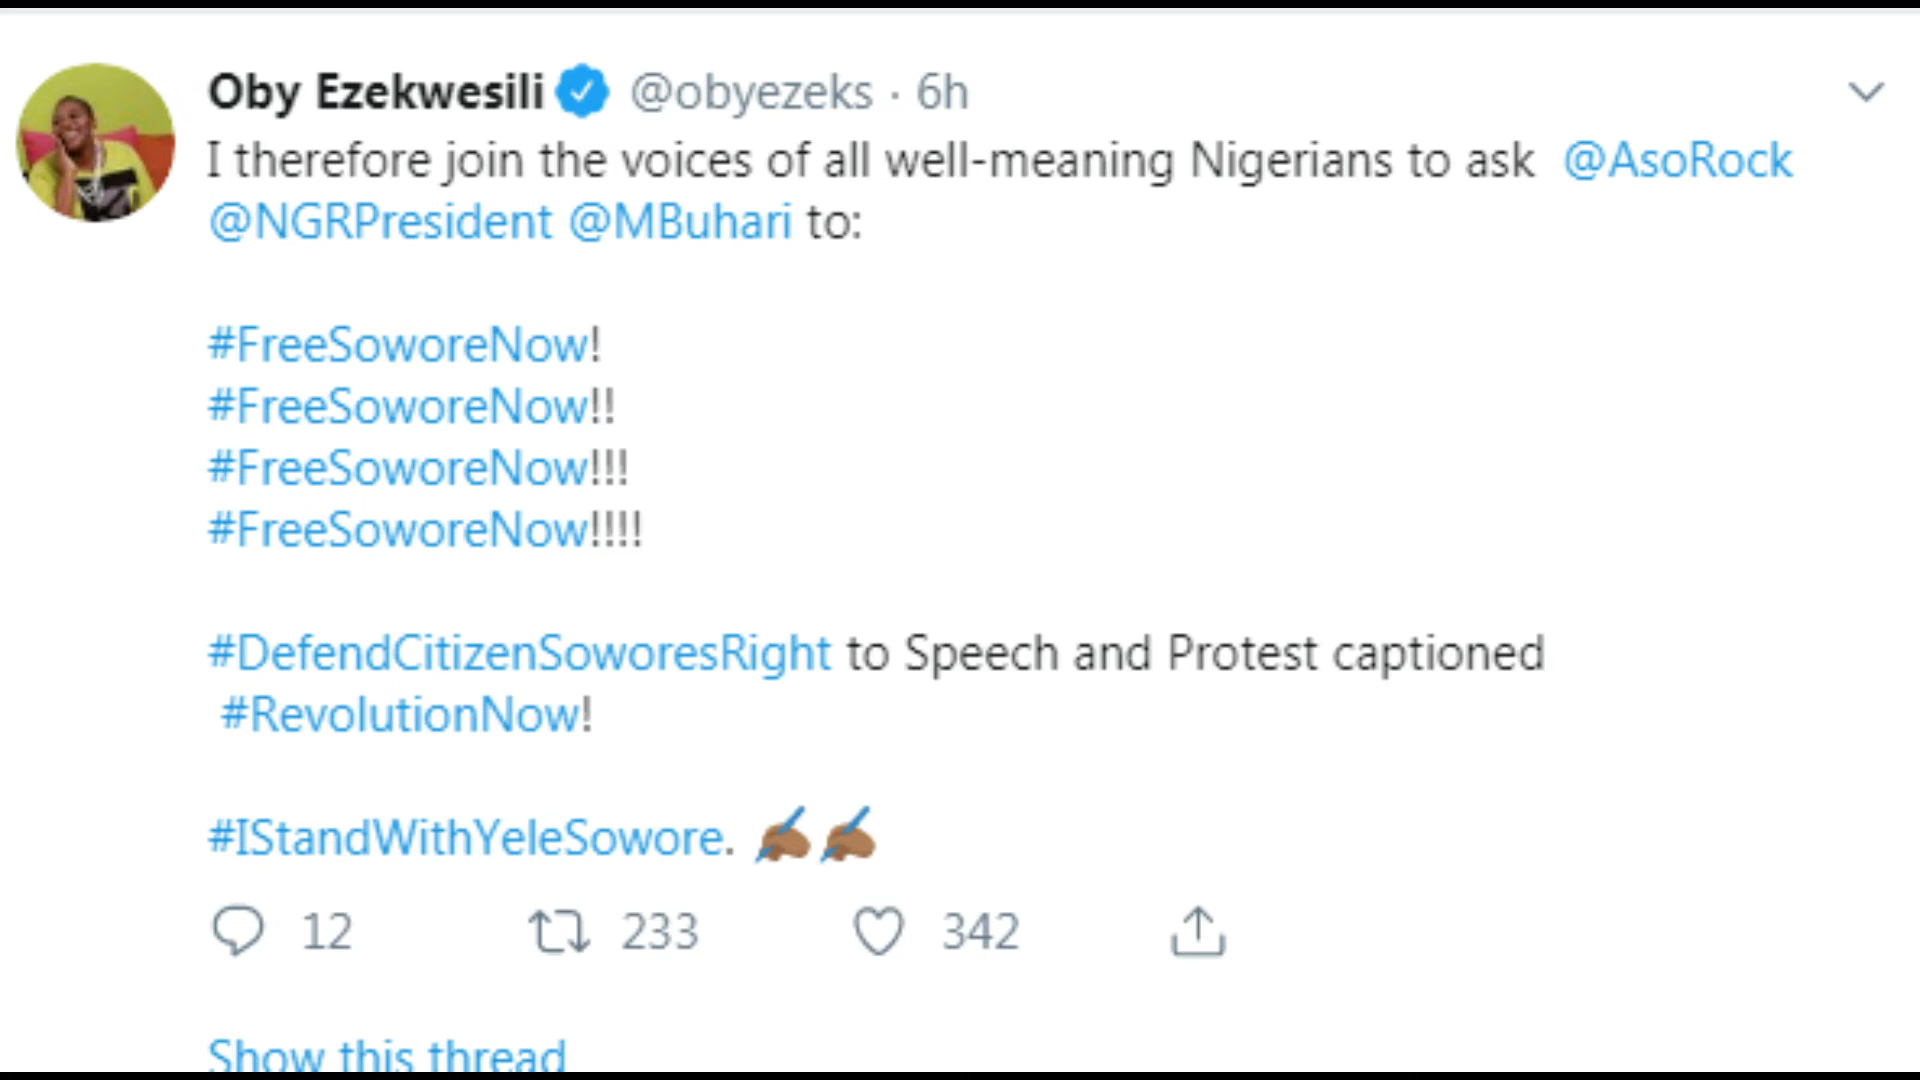 Oby Ezekwesili @obyezeks · 6h
I therefore join the voices of all well-meaning Nigerians to ask @AsoRock
@NGRPresident @MBuhari to:
#FreeSoworeNow!
#FreeSoworeNow!!
#FreeSoworeNow!!!
#FreeSoworeNow!!!!
#DefendCitizenSoworesRight to Speech and Protest captioned
#RevolutionNow!
#IStandWithYeleSowore. ✍🏾✍🏾
12 233 342
Show this thread